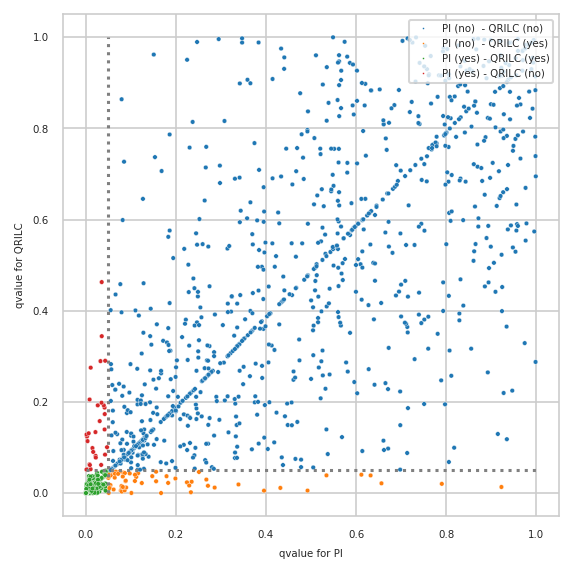 PI (no)  - QRILC (no)
PI (no)  - QRILC (yes)
PI (yes) - QRILC (yes)
PI (yes) - QRILC (no)
1.0
0.8
0.6
0.4
0.2
0.0
qvalue for QRILC
0.0 0.2 0.4 0.6 0.8 1.0
qvalue for PI